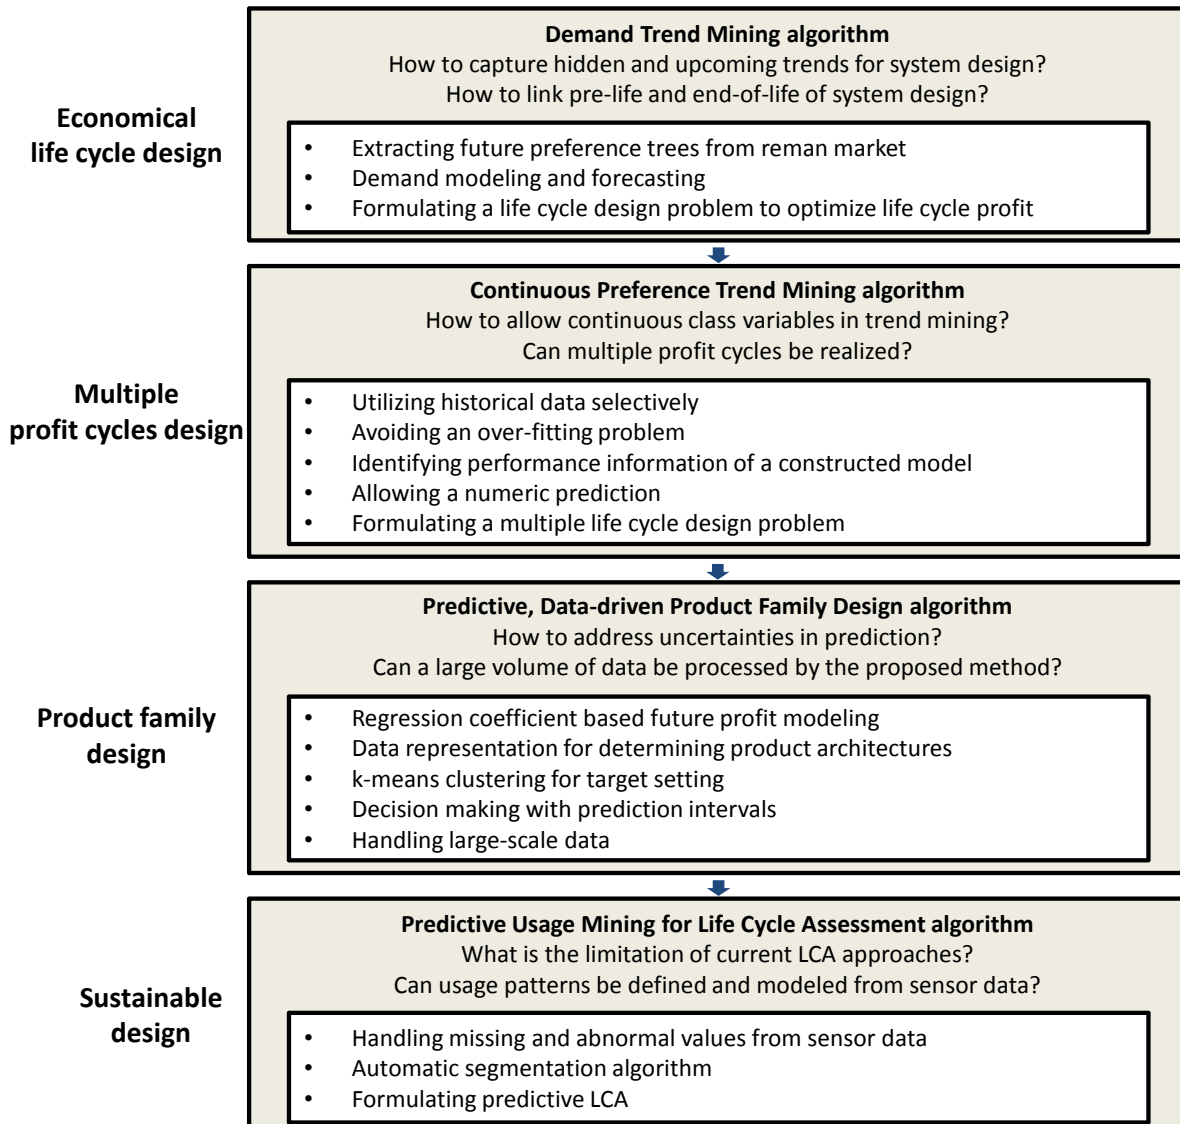 Economical
life cycle design
Demand Trend Mining algorithm
How to capture hidden and upcoming trends for system design?
How to link pre-life and end-of-life of system design?
• Extracting future preference trees from reman market
• Demand modeling and forecasting
• Formulating a life cycle design problem to optimize life cycle profit
Multiple
profit cycles design
Continuous Preference Trend Mining algorithm
How to allow continuous class variables in trend mining?
Can multiple profit cycles be realized?
• Utilizing historical data selectively
• Avoiding an over-fitting problem
• Identifying performance information of a constructed model
• Allowing a numeric prediction
• Formulating a multiple life cycle design problem
Product family
design
Predictive, Data-driven Product Family Design algorithm
How to address uncertainties in prediction?
Can a large volume of data be processed by the proposed method?
• Regression coefficient based future profit modeling
• Data representation for determining product architectures
• k-means clustering for target setting
• Decision making with prediction intervals
• Handling large-scale data
Sustainable
design
Predictive Usage Mining for Life Cycle Assessment algorithm
What is the limitation of current LCA approaches?
Can usage patterns be defined and modeled from sensor data?
• Handling missing and abnormal values from sensor data
• Automatic segmentation algorithm
• Formulating predictive LCA